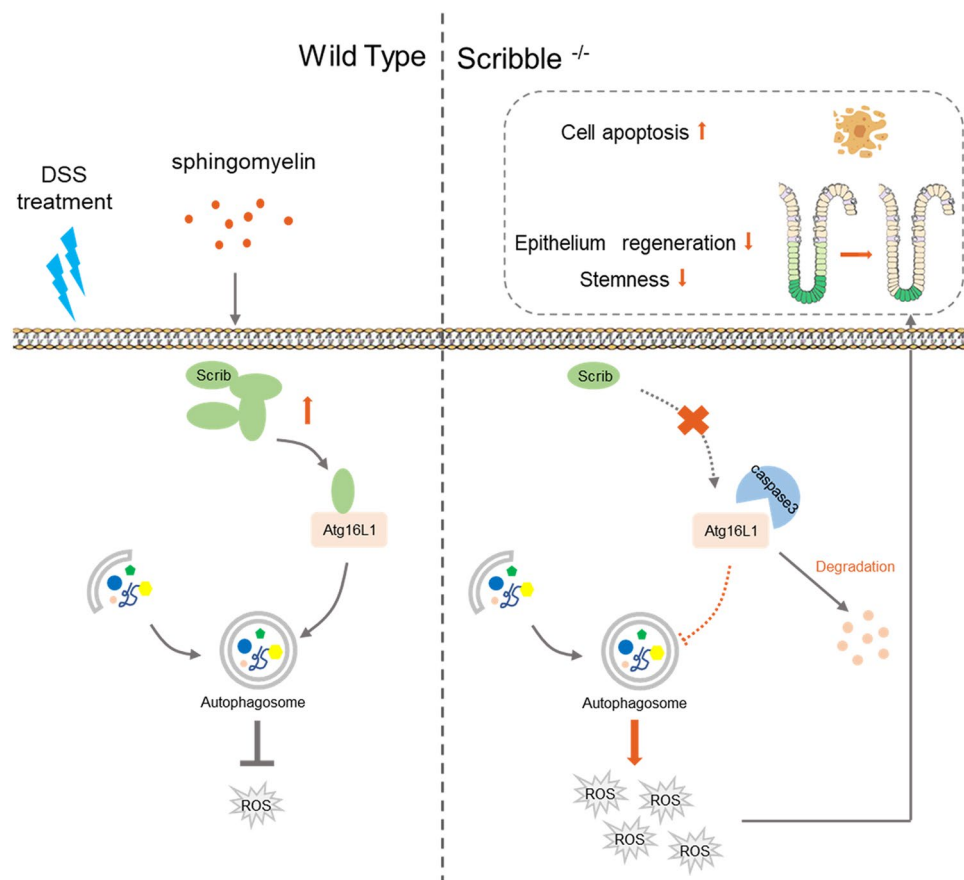 Wild Type
Scribble -/-
Cell apoptosis
DSS
treatment
sphingomyelin
Epithelium regeneration
Stemness
Scrib
Atg16L1
Autophagosome
ROS
Scrib
caspase3
Atg16L1
Degradation
Autophagosome
ROS
ROS
ROS
ROS